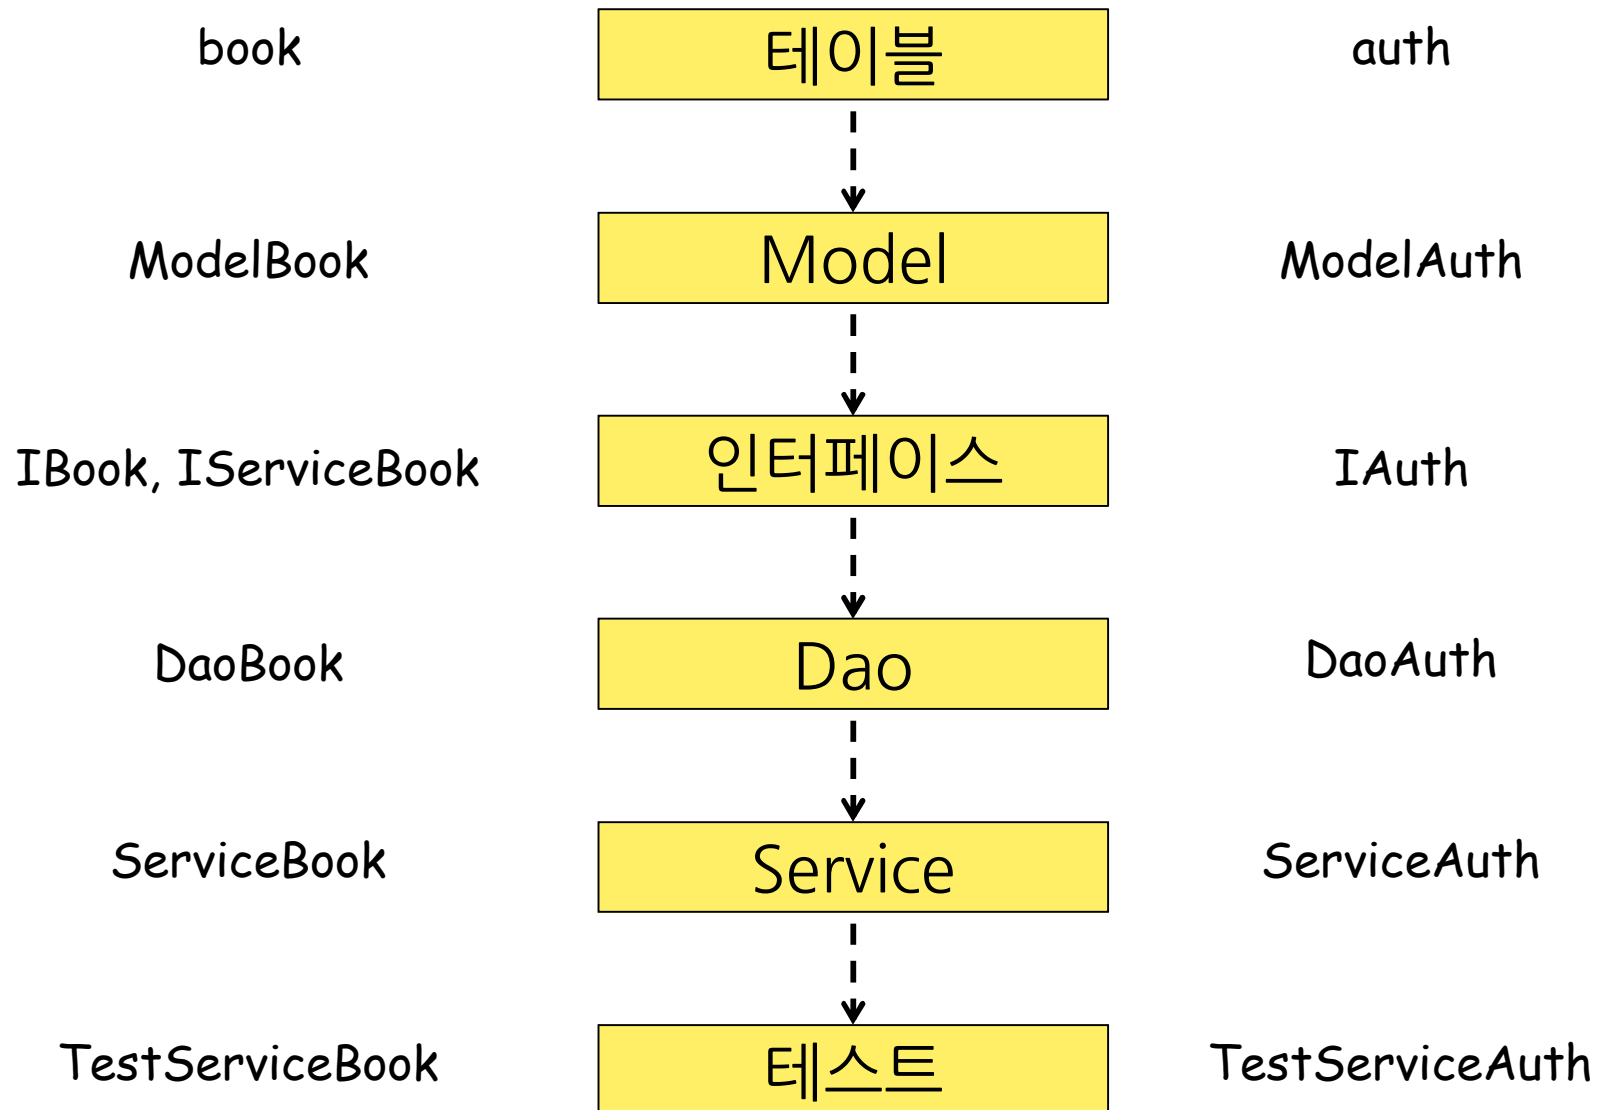 book 테이블 auth
ModelBook Model ModelAuth
IBook, IServiceBook 인터페이스 IAuth
DaoBook Dao DaoAuth
ServiceBook Service ServiceAuth
TestServiceBook 테스트 TestServiceAuth